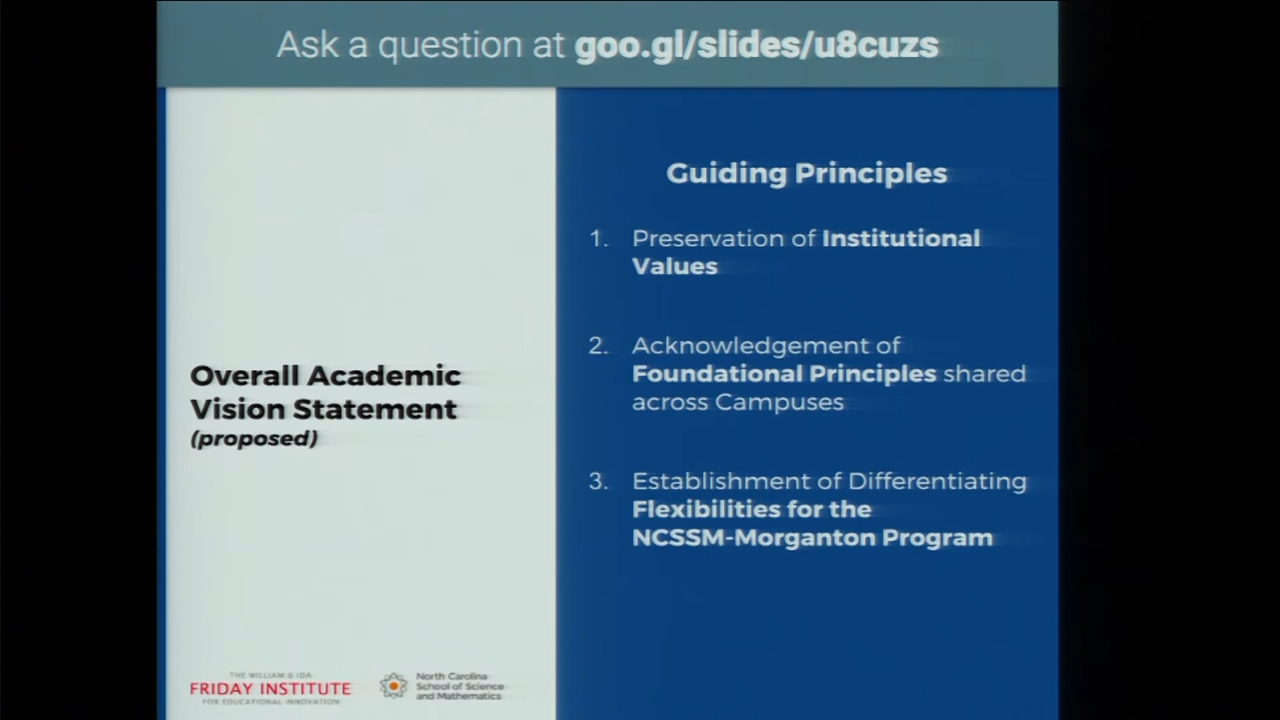 Ask a question at goo.gl/slides/u8cuzs
Overall Academic
Vision Statement
(proposed)
THE WILLIAM & IDA
FRIDAY INSTITUTE
FOR EDUCATIONAL INNOVATION
North Carolina
School of Science
and Mathematics
Guiding Principles
1. Preservation of Institutional
Values
2. Acknowledgement of
Foundational Principles shared
across Campuses
3. Establishment of Differentiating
Flexibilities for the
NCSSM-Morganton Program